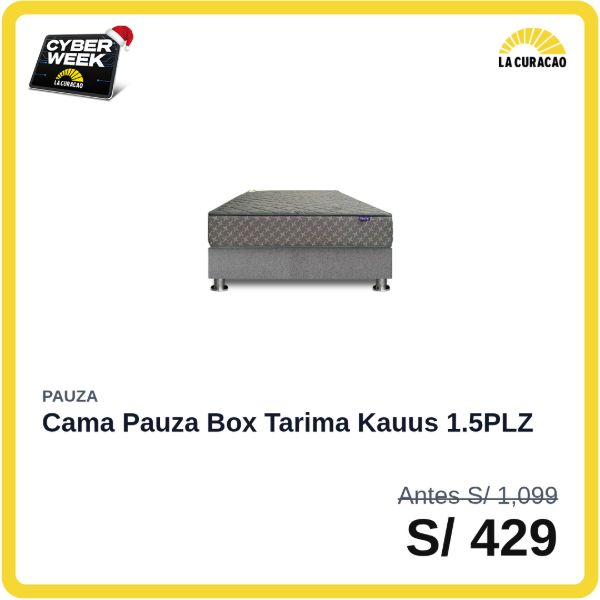 CYBER
WEEK
LA CURACAO
LA CURACAO
PAUZA
Cama Pauza Box Tarima Kauus 1.5PLZ
Antes S/ 1,099
S/ 429